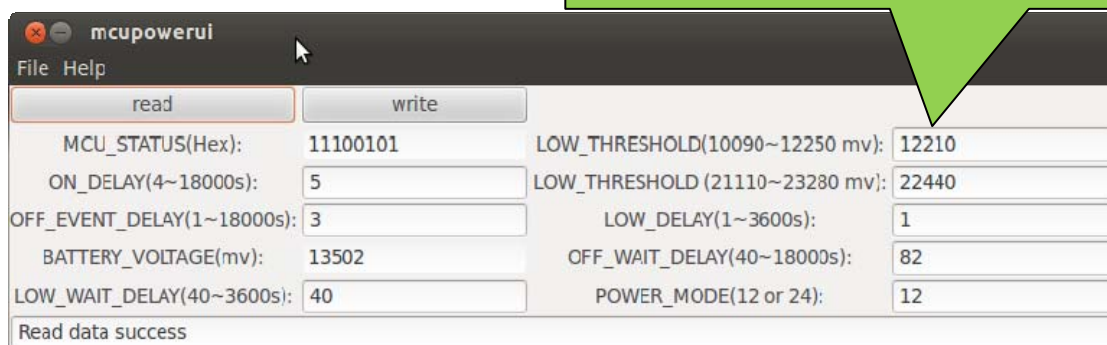 mcupowerui
File Help
read write
MCU_STATUS(Hex): 11100101 LOW_THRESHOLD(10090~12250 mv): 12210
ON_DELAY(4~18000s): 5 LOW_THRESHOLD (21110~23280 mv): 22440
OFF_EVENT_DELAY(1~18000s): 3 LOW_DELAY(1~3600s): 1
BATTERY_VOLTAGE(mv): 13502 OFF_WAIT_DELAY(40~18000s): 82
LOW_WAIT_DELAY(40~3600s): 40 POWER_MODE(12 or 24): 12
Read data success